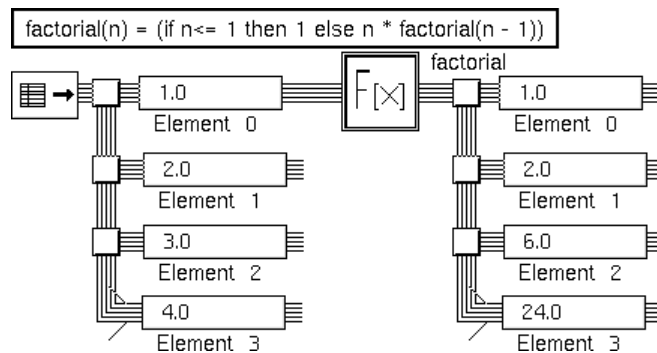 factorial(n) = (if n<= 1 then 1 else n * factorial(n - 1))
factorial
1.0
F[x]
1.0
Element 0
Element 0
2.0
2.0
Element 1
Element 1
3.0
6.0
Element 2
Element 2
4.0
24.0
Element 3
Element 3